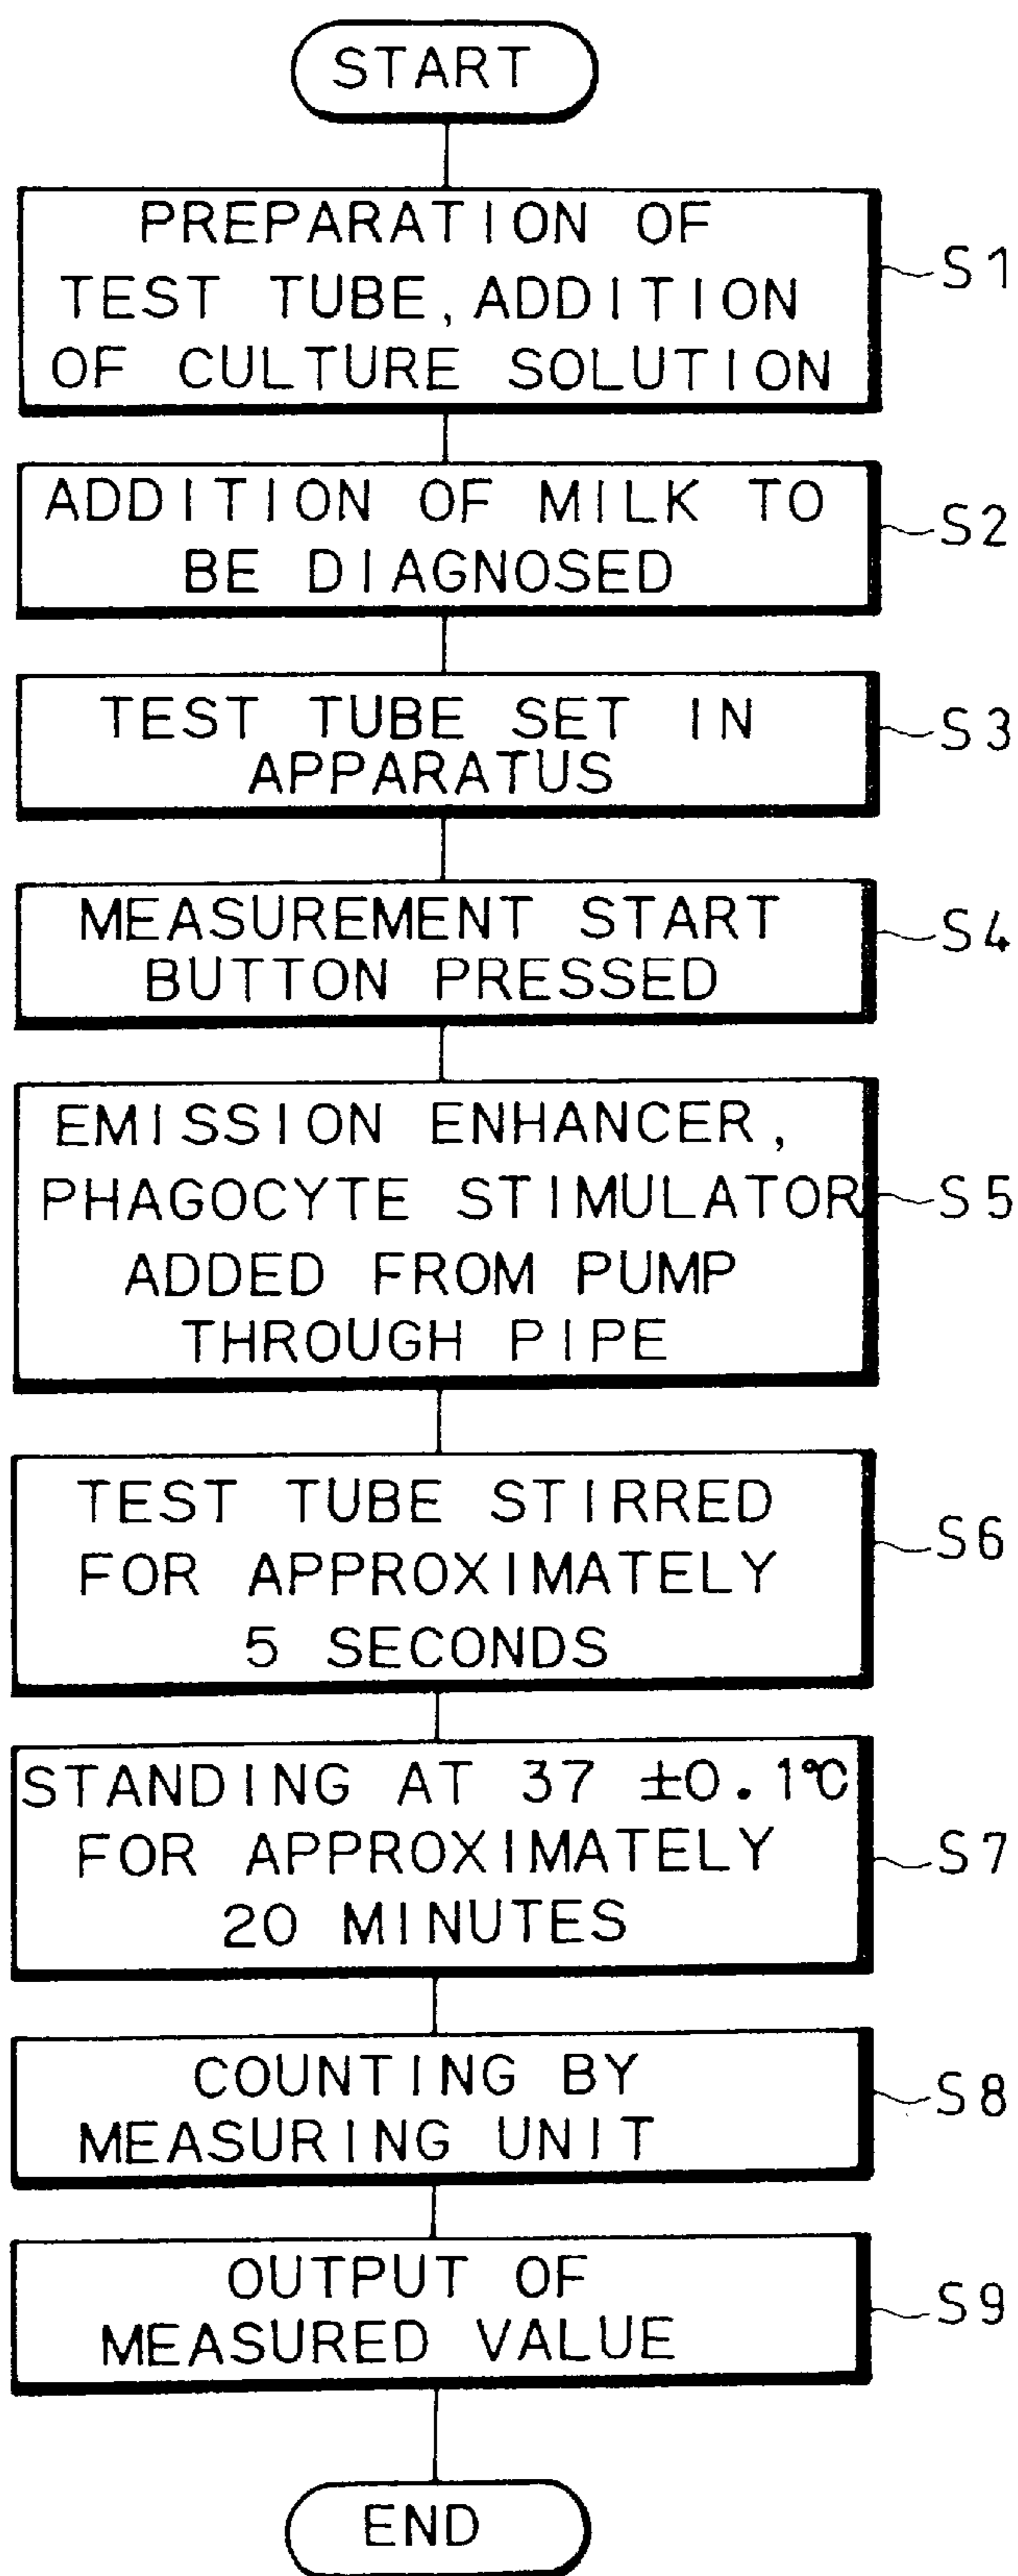 START
PREPARATION OF
TEST TUBE, ADDITION
OF CULTURE SOLUTION
S1
ADDITION OF MILK TO
BE DIAGNOSED
S2
TEST TUBE SET IN
APPARATUS
S3
MEASUREMENT START
BUTTON PRESSED
S4
EMISSION ENHANCER,
PHAGOCYTE STIMULATOR
ADDED FROM PUMP
THROUGH PIPE
S5
TEST TUBE STIRRED
FOR APPROXIMATELY
5 SECONDS
S6
STANDING AT 37 ±0.1℃
FOR APPROXIMATELY
20 MINUTES
S7
COUNTING BY
MEASURING UNIT
S8
OUTPUT OF
MEASURED VALUE
S9
END